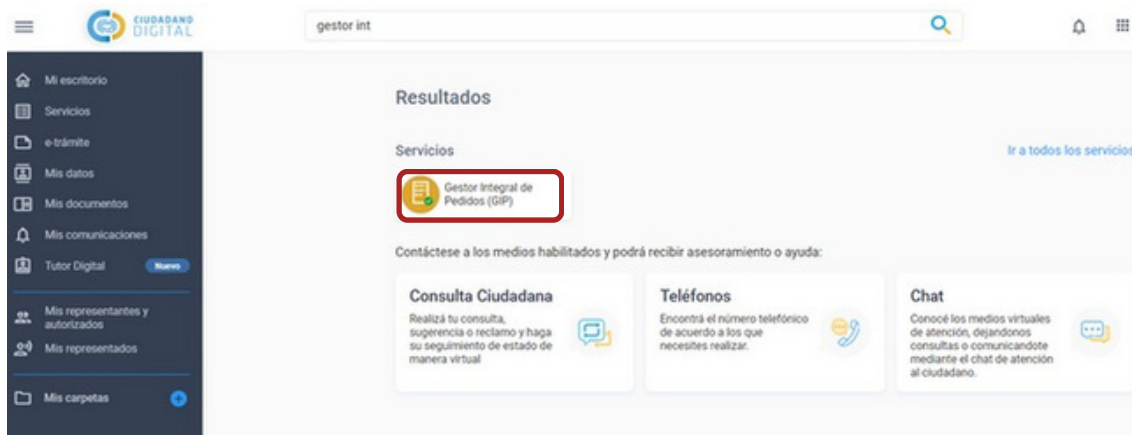 CIUDADANO
DIGITAL
gestor int
Mi escritorio
Servicios
e-trámite
Mis datos
Mis documentos
Mis comunicaciones
Tutor Digital
Nuevo
Mis representantes y
autorizados
Mis representados
Mis carpetas
Resultados
Servicios
Ir a todos los servicios
Gestor Integral de
Pedidos (GIP)
Contáctese a los medios habilitados y podrá recibir asesoramiento o ayuda:
Consulta Ciudadana
Realizá tu consulta,
sugerencia o reclamo y haga
su seguimiento de estado de
manera virtual
Teléfonos
Encontrá el número telefónico
de acuerdo a los que
necesites realizar.
Chat
Conocé los medios virtuales
de atención, dejandonos
consultas o comunicandote
mediante el chat de atención
al ciudadano.